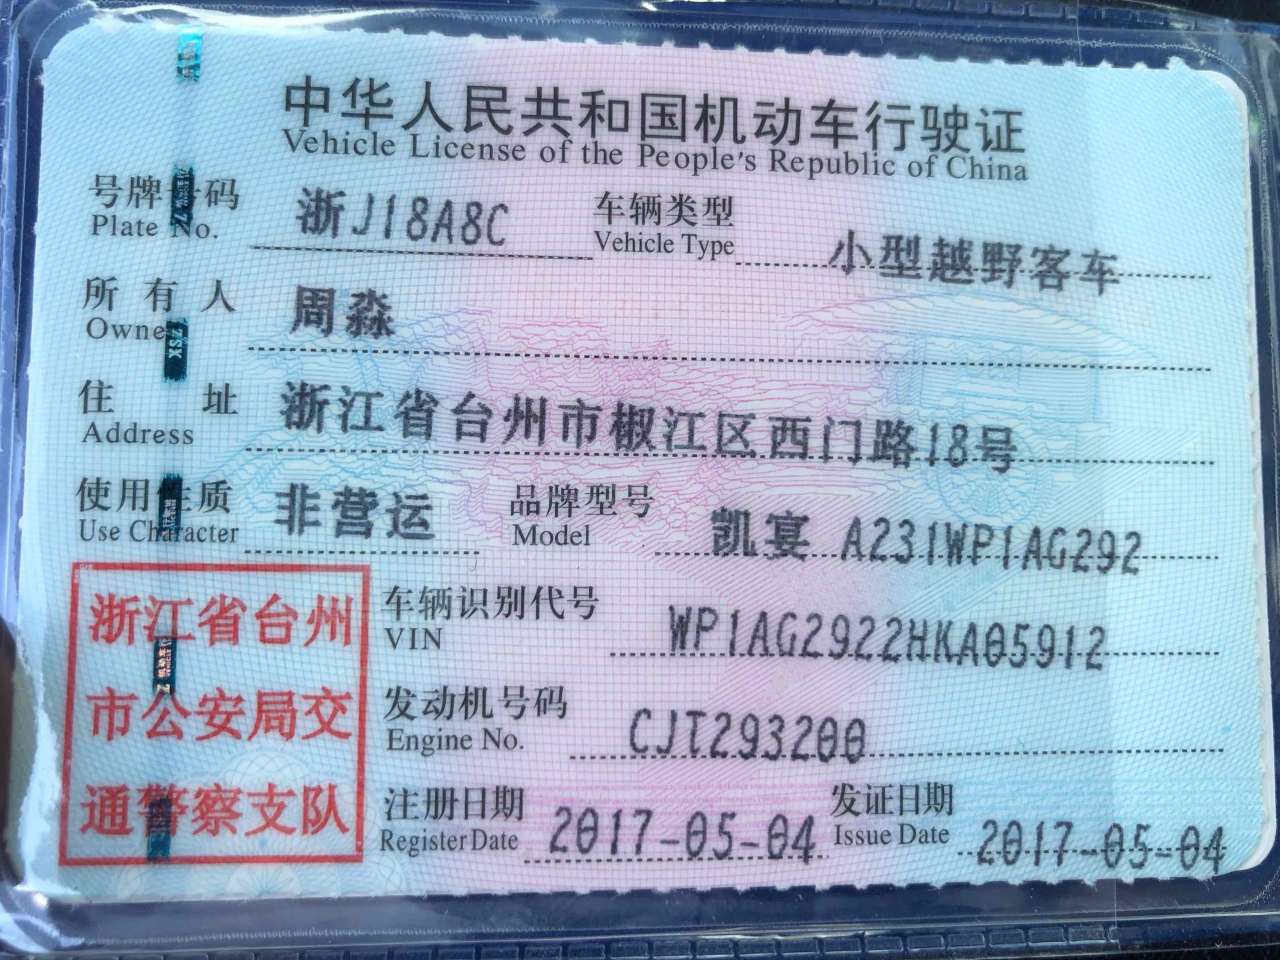 中华人民共和国机动车行驶证
Vehicle License of the People's Republic of China
号牌号码 浙J18A8C 车辆类型 小型越野客车
Plate No. Vehicle Type
所有人 周淼
Owner
住址 浙江省台州市椒江区西门路18号
Address
使用性质 非营运 品牌型号 凯宴 A231WP1AG292
Use Character Model
浙江省台州
市公安局交
通警察支队
车辆识别代号 WP1AG2922HKA05912
VIN
发动机号码 CJT293200
Engine No.
注册日期 2017-05-04 发证日期 2017-05-04
Register Date Issue Date